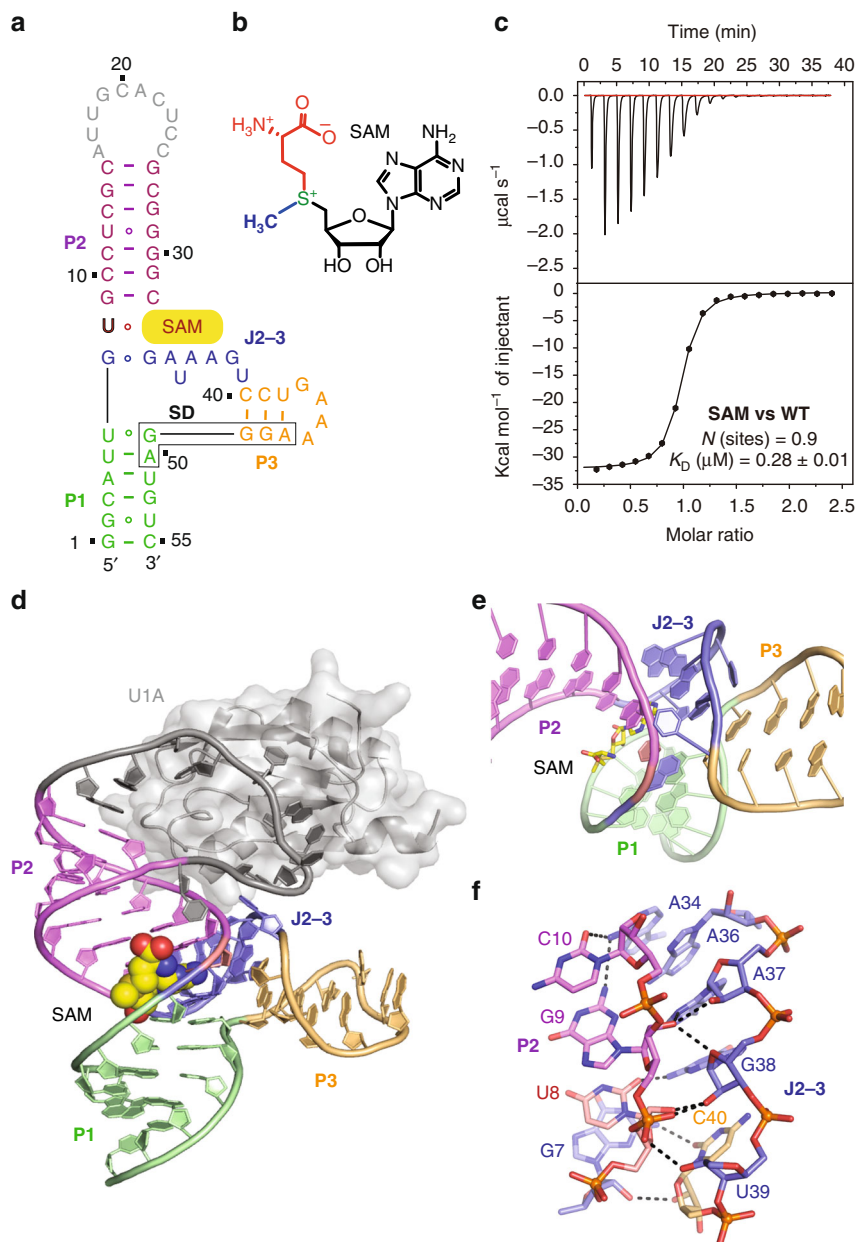 a
20
G C A
U C
U C
A C
C G
G C
C G
U G
C G
P2
30
C G
10
G C
U SAM
J2–3
G G A A A G
U U
40
C C U G
A
A
A
SD
U G G G A
P3
U A
50
A U
P1
C G
G U
1 G C 55
5′ 3′
b
H₃N⁺
O
O⁻
SAM
NH₂
S⁺
H₃C
N
N
N
N
O
HO OH
c
Time (min)
0 5 10 15 20 25 30 35 40
0.0
−0.5
−1.0
−1.5
−2.0
−2.5
μcal s⁻¹
0
−5
−10
−15
−20
−25
−30
−35
Kcal mol⁻¹ of injectant
SAM vs WT
N (sites) = 0.9
K_D (μM) = 0.28 ± 0.01
0.0 0.5 1.0 1.5 2.0 2.5
Molar ratio
d
U1A
P2
J2–3
SAM
P3
P1
e
J2–3
P3
P2
SAM
P1
f
A34
C10
A36
A37
G9
P2
G38
U8
J2–3
C40
G7
U39